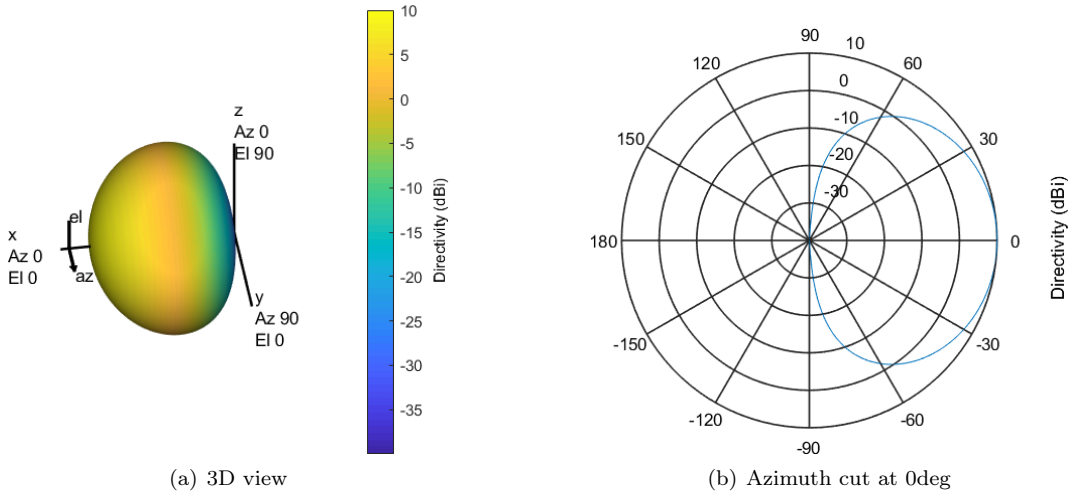 z
Az 0
El 90
el
x
Az 0
El 0
az
y
Az 90
El 0
10
5
0
-5
-10
-15
-20
-25
-30
-35
Directivity (dBi)
90
10
120
60
0
-10
150
30
-20
-30
180
0
-150
-30
-120
-60
-90
Directivity (dBi)
(a) 3D view
(b) Azimuth cut at 0deg